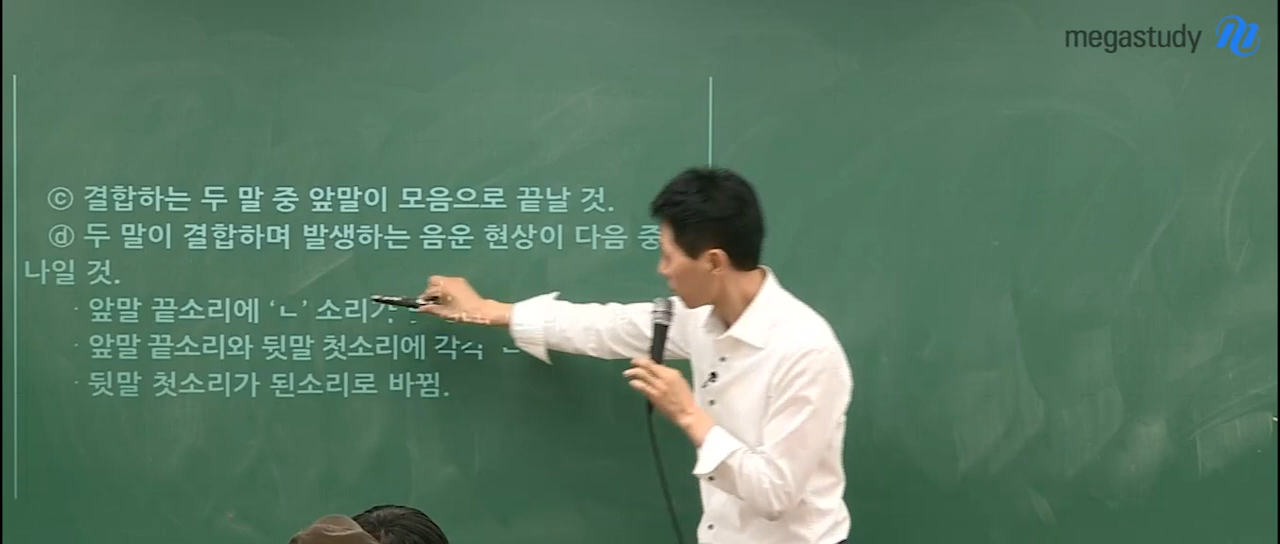 megastudy
ⓒ 결합하는 두 말 중 앞말이 모음으로 끝날 것.
ⓓ 두 말이 결합하며 발생하는 음운 현상이 다음 중
나일 것.
· 앞말 끝소리에 ‘ㄴ’ 소리가
· 앞말 끝소리와 뒷말 첫소리에 각각
· 뒷말 첫소리가 된소리로 바뀜.